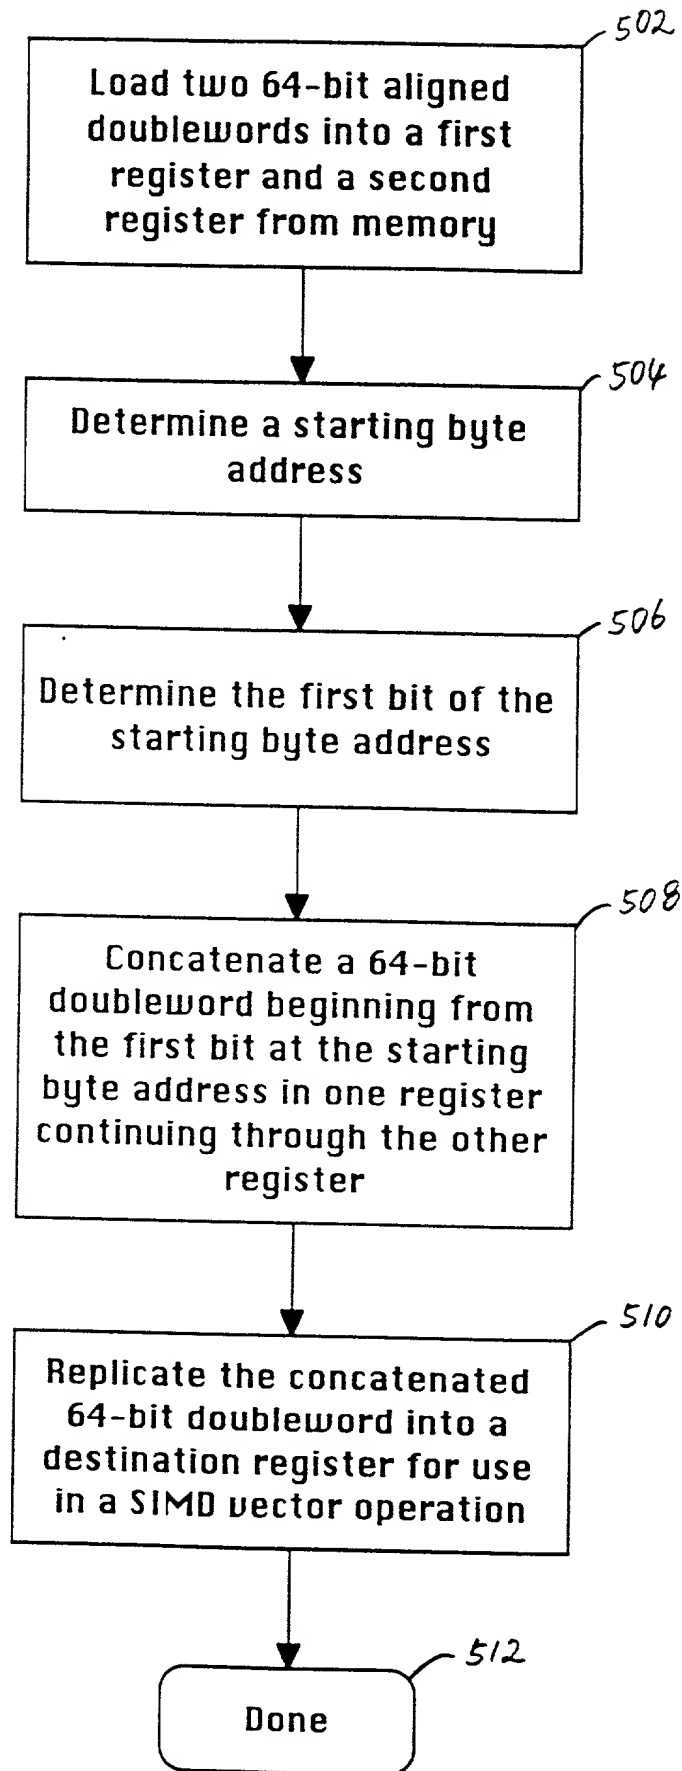 502
Load two 64-bit aligned
doublewords into a first
register and a second
register from memory
504
Determine a starting byte
address
506
Determine the first bit of the
starting byte address
508
Concatenate a 64-bit
doubleword beginning from
the first bit at the starting
byte address in one register
continuing through the other
register
510
Replicate the concatenated
64-bit doubleword into a
destination register for use
in a SIMD vector operation
512
Done